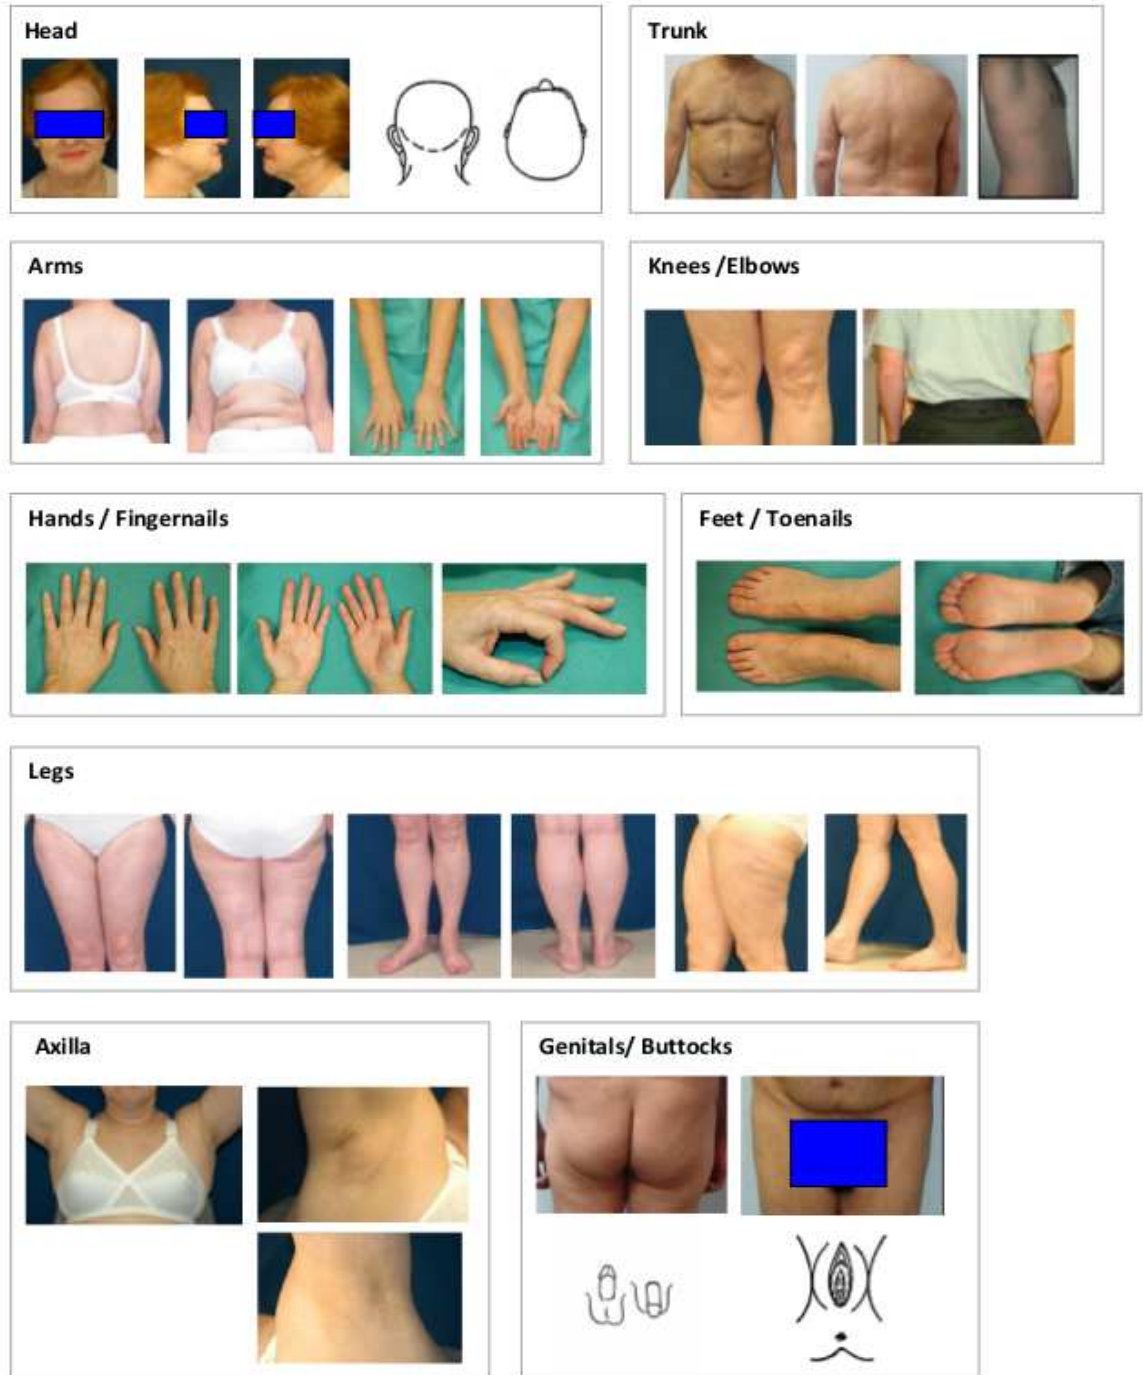 Head
Trunk
Arms
Knees /Elbows
Hands / Fingernails
Feet / Toenails
Legs
Axilla
Genitals/ Buttocks